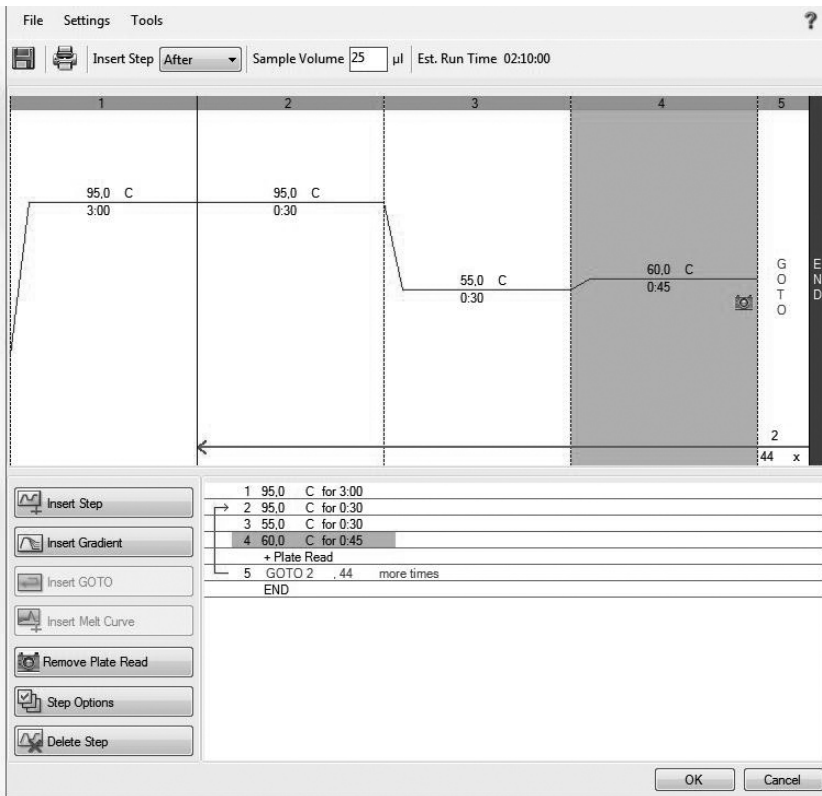 File Settings Tools ?
Insert Step After Sample Volume 25 µl Est. Run Time 02:10:00
1 2 3 4 5
95,0 C
3:00
95,0 C
0:30
55,0 C
0:30
60,0 C
0:45
GOTO
END
2
44 x
Insert Step
Insert Gradient
Insert GOTO
Insert Melt Curve
Remove Plate Read
Step Options
Delete Step
1 95,0 C for 3:00
2 95,0 C for 0:30
3 55,0 C for 0:30
4 60,0 C for 0:45
+ Plate Read
5 GOTO 2 , 44 more times
END
OK Cancel